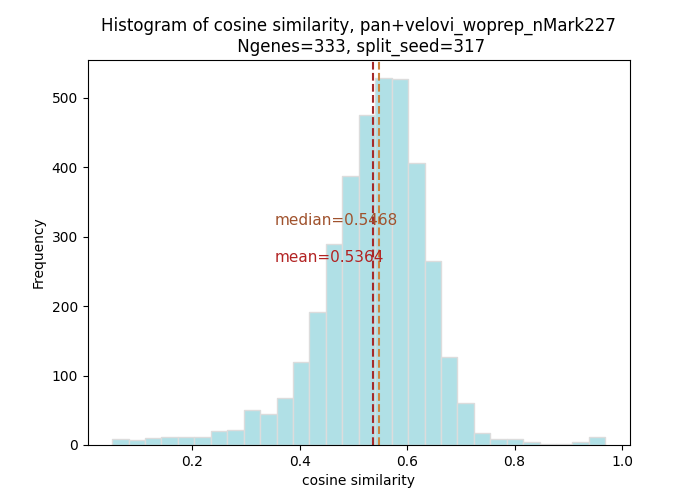 Histogram of cosine similarity, pan+velovi_woprep_nMark227
Ngenes=333, split_seed=317
500
400
300
200
100
0
Frequency
median=0.5468
mean=0.5364
0.2
0.4
0.6
0.8
1.0
cosine similarity